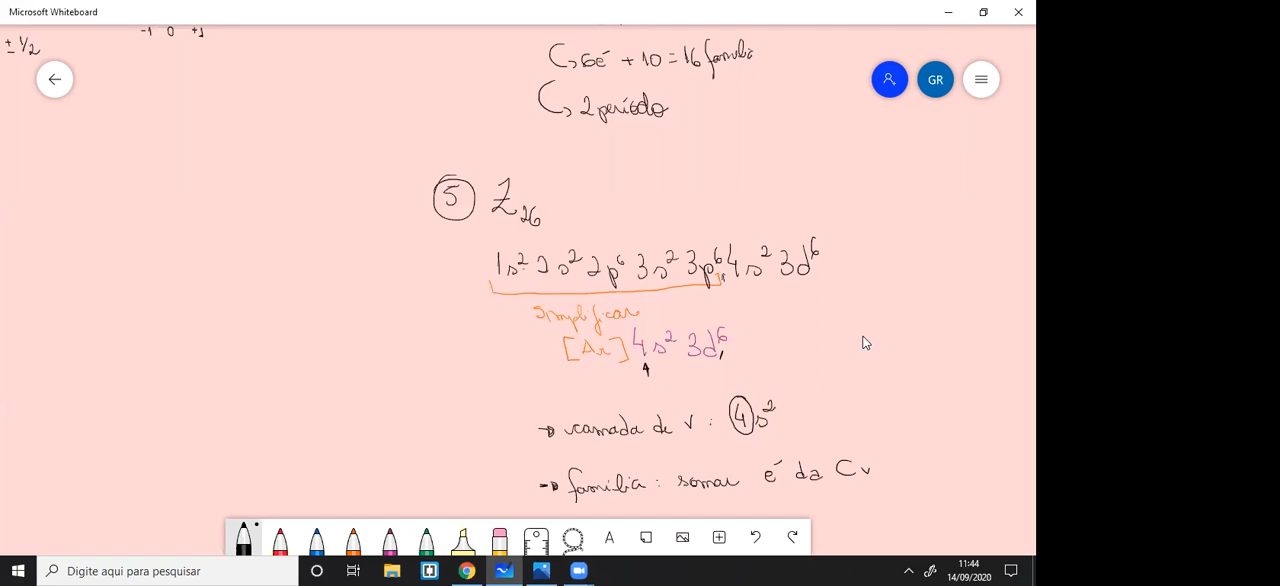 Microsoft Whiteboard
± 1/2
-1 0 +1
6é + 10 = 16 família
2 período
GR
5 Z26
1s² 2s² 2p⁶ 3s² 3p⁶ 4s² 3d⁶
simplificar
[Ar] 4s² 3d⁶
→ camada de v : 4s²
→ família : somar é da Cv
A
Digite aqui para pesquisar
11:44
14/09/2020